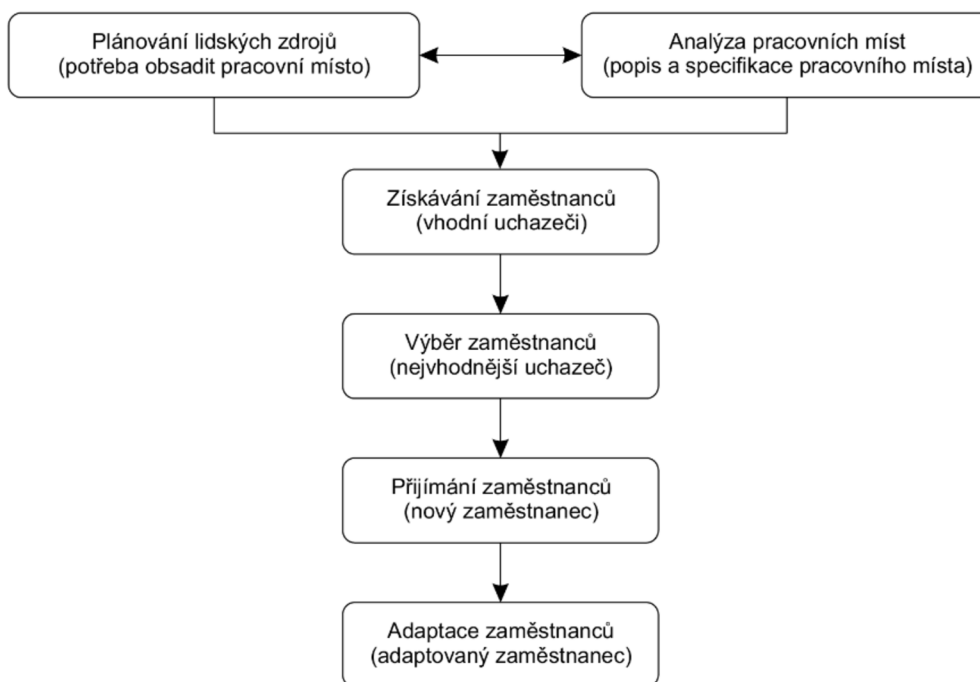 Plánování lidských zdrojů
(potřeba obsadit pracovní místo)
Analýza pracovních míst
(popis a specifikace pracovního místa)
Získávání zaměstnanců
(vhodní uchazeči)
Výběr zaměstnanců
(nejvhodnější uchazeč)
Přijímání zaměstnanců
(nový zaměstnanec)
Adaptace zaměstnanců
(adaptovaný zaměstnanec)